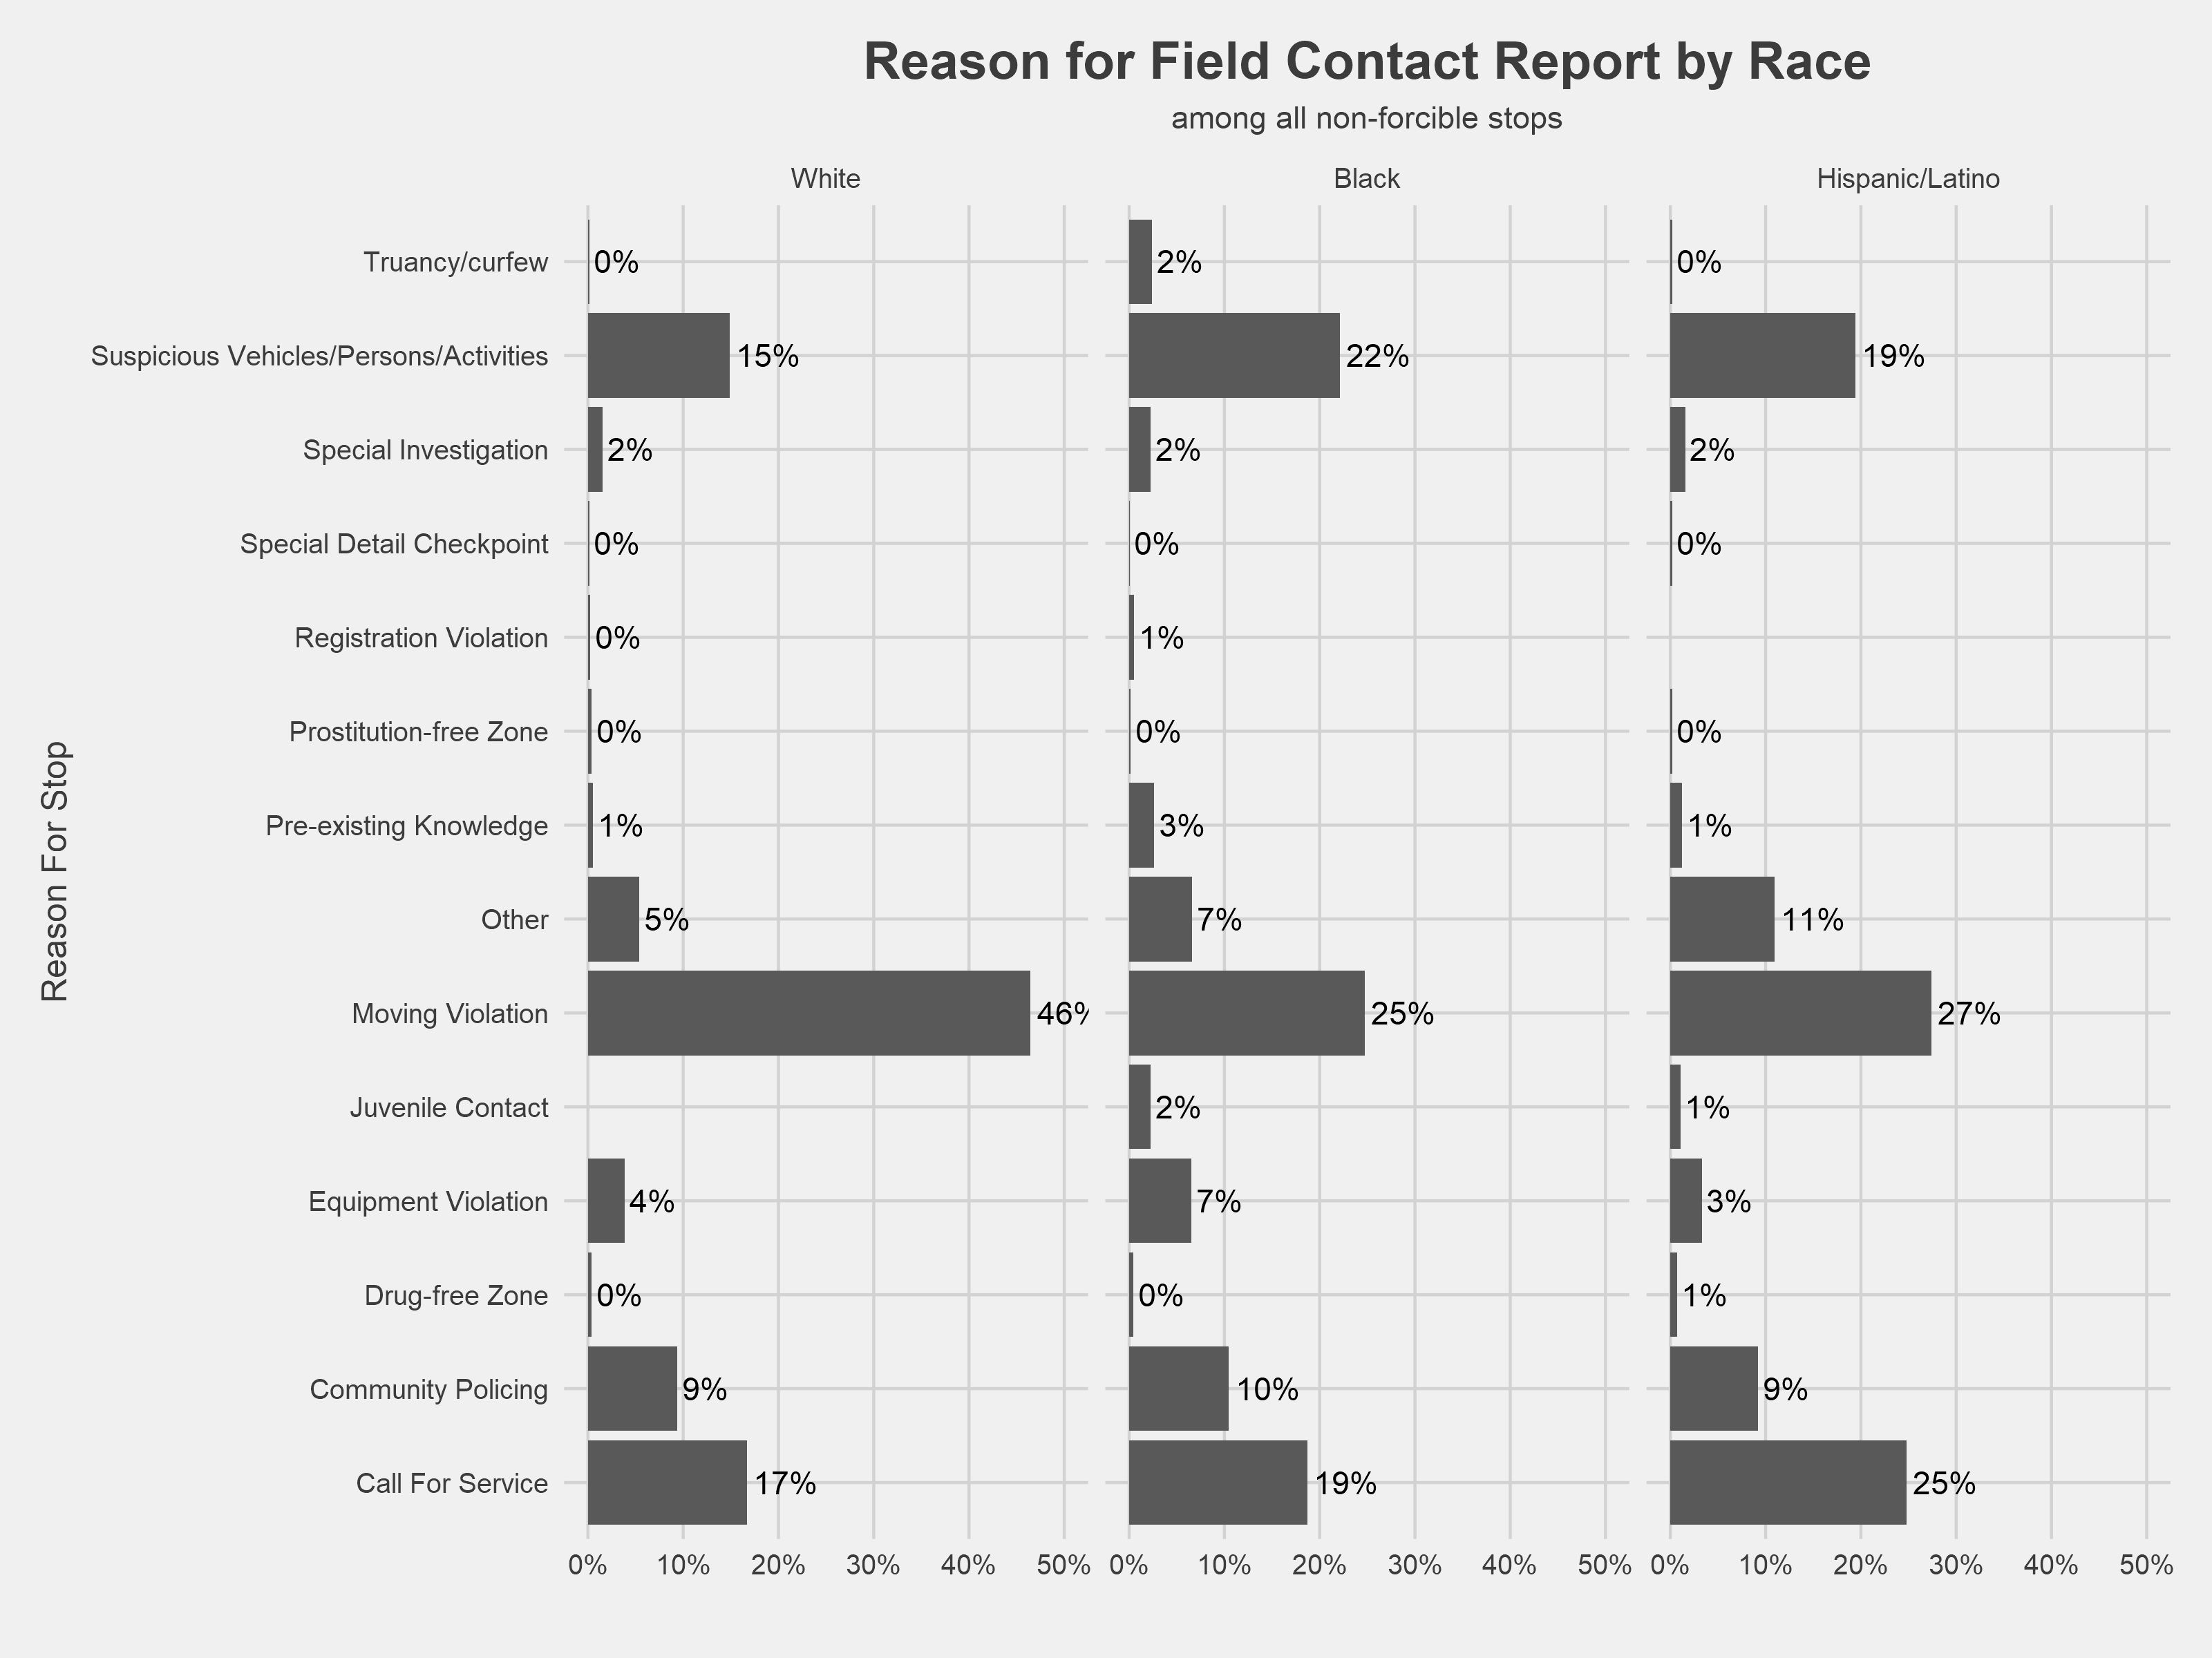 Reason for Field Contact Report by Race
among all non-forcible stops
White Black Hispanic/Latino
Truancy/curfew 0% 2% 0%
Suspicious Vehicles/Persons/Activities 15% 22% 19%
Special Investigation 2% 2% 2%
Special Detail Checkpoint 0% 0% 0%
Registration Violation 0% 1%
Prostitution-free Zone 0% 0% 0%
Pre-existing Knowledge 1% 3% 1%
Other 5% 7% 11%
Moving Violation 46% 25% 27%
Juvenile Contact 2% 1%
Equipment Violation 4% 7% 3%
Drug-free Zone 0% 0% 1%
Community Policing 9% 10% 9%
Call For Service 17% 19% 25%
0% 10% 20% 30% 40% 50% 0% 10% 20% 30% 40% 50% 0% 10% 20% 30% 40% 50%
Reason For Stop